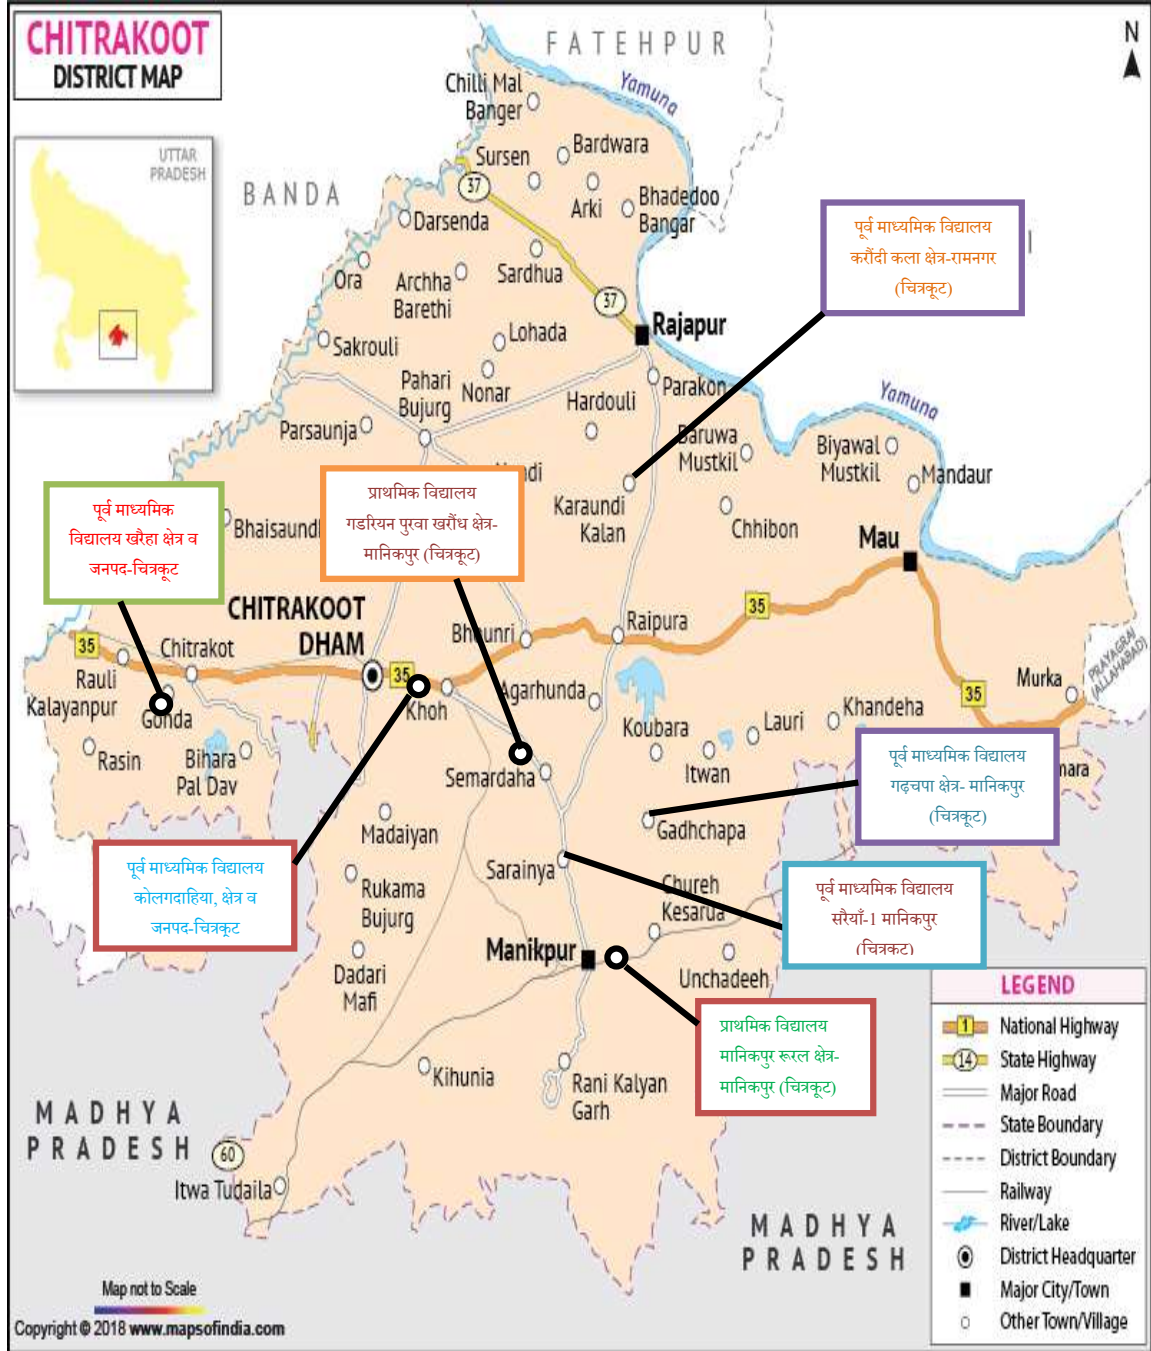 CHITRAKOOT
DISTRICT MAP
UTTAR
PRADESH
FATEHPUR
N
BANDA
Yamuna
Chilli Mal
Banger
Bardwara
Sursen
37
Arki
Bhadedoo
Bangar
Darsenda
Sardhua
Ora
Archha
Barethi
37
Rajapur
पूर्व माध्यमिक विद्यालय
करौंदी कला क्षेत्र-रामनगर
(चित्रकूट)
Sakrouli
Lohada
Pahari
Bujurg
Nonar
Parakon
Hardouli
Yamuna
Parsaunja
Baruwa
Mustkil
Biyawal
Mustkil
Mandaur
Karaundi
Kalan
Chhibon
प्राथमिक विद्यालय
गडरियन पुरवा खरौंध क्षेत्र-
मानिकपुर (चित्रकूट)
पूर्व माध्यमिक
विद्यालय खरैहा क्षेत्र व
जनपद-चित्रकूट
Mau
CHITRAKOOT
DHAM
Raipura
35
35
Chitrakot
35
Rauli
Kalayanpur
Gonda
Khoh
Agarhunda
Koubara
Lauri
Khandeha
35
Murka
PRAYAGRAJ
(ALLAHABAD)
Rasin
Bihara
Pal Dav
Semardaha
Itwan
पूर्व माध्यमिक विद्यालय
गढ़चपा क्षेत्र- मानिकपुर
(चित्रकूट)
Madaiyan
Gadhchapa
पूर्व माध्यमिक विद्यालय
कोलगदाहिया, क्षेत्र व
जनपद-चित्रकूट
Rukama
Bujurg
Sarainya
Chureh
Kesarua
पूर्व माध्यमिक विद्यालय
सरैयाँ-1 मानिकपुर
(चित्रकूट)
Manikpur
Dadari
Mafi
Unchadeeh
प्राथमिक विद्यालय
मानिकपुर रूरल क्षेत्र-
मानिकपुर (चित्रकूट)
Kihunia
Rani Kalyan
Garh
MADHYA
PRADESH
60
Itwa Tudaila
MADHYA
PRADESH
LEGEND
1 National Highway
14 State Highway
Major Road
State Boundary
District Boundary
Railway
River/Lake
District Headquarter
Major City/Town
Other Town/Village
Map not to Scale
Copyright © 2018 www.mapsofindia.com